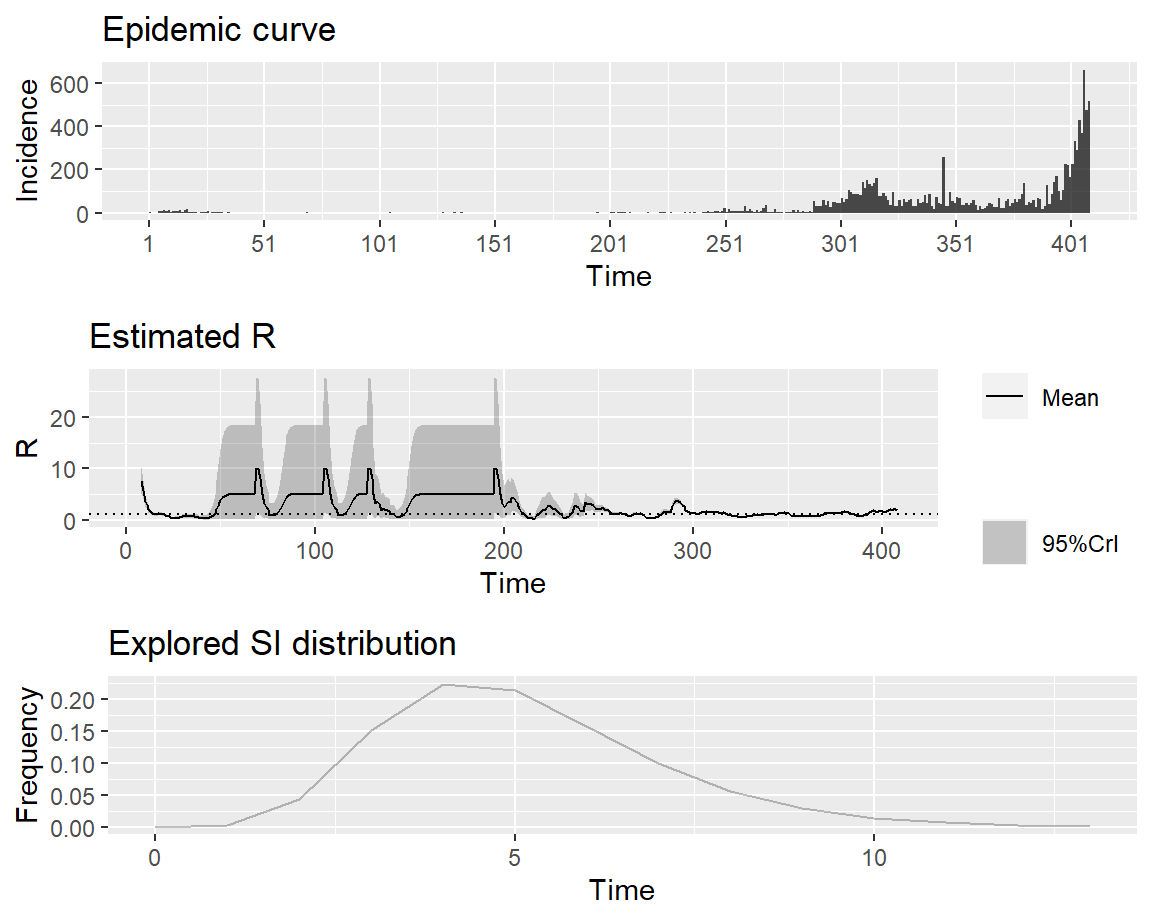 Epidemic curve
600
400
200
0
Incidence
1 51 101 151 201 251 301 351 401
Time
Estimated R
20
10
0
R
0 100 200 300 400
Time
Mean
95%CrI
Explored SI distribution
0.20
0.15
0.10
0.05
0.00
Frequency
0 5 10
Time